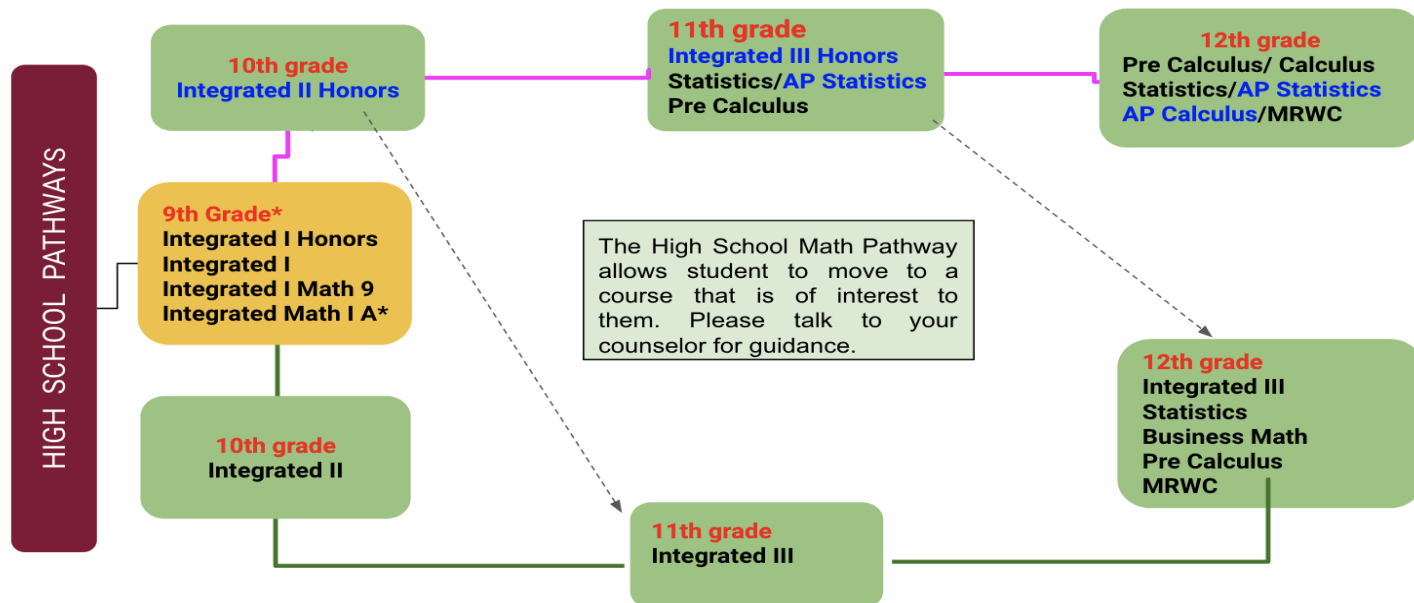 HIGH SCHOOL PATHWAYS
10th grade
Integrated II Honors
11th grade
Integrated III Honors
Statistics/AP Statistics
Pre Calculus
12th grade
Pre Calculus/ Calculus
Statistics/AP Statistics
AP Calculus/MRWC
9th Grade*
Integrated I Honors
Integrated I
Integrated I Math 9
Integrated Math I A*
The High School Math Pathway
allows student to move to a
course that is of interest to
them. Please talk to your
counselor for guidance.
10th grade
Integrated II
11th grade
Integrated III
12th grade
Integrated III
Statistics
Business Math
Pre Calculus
MRWC